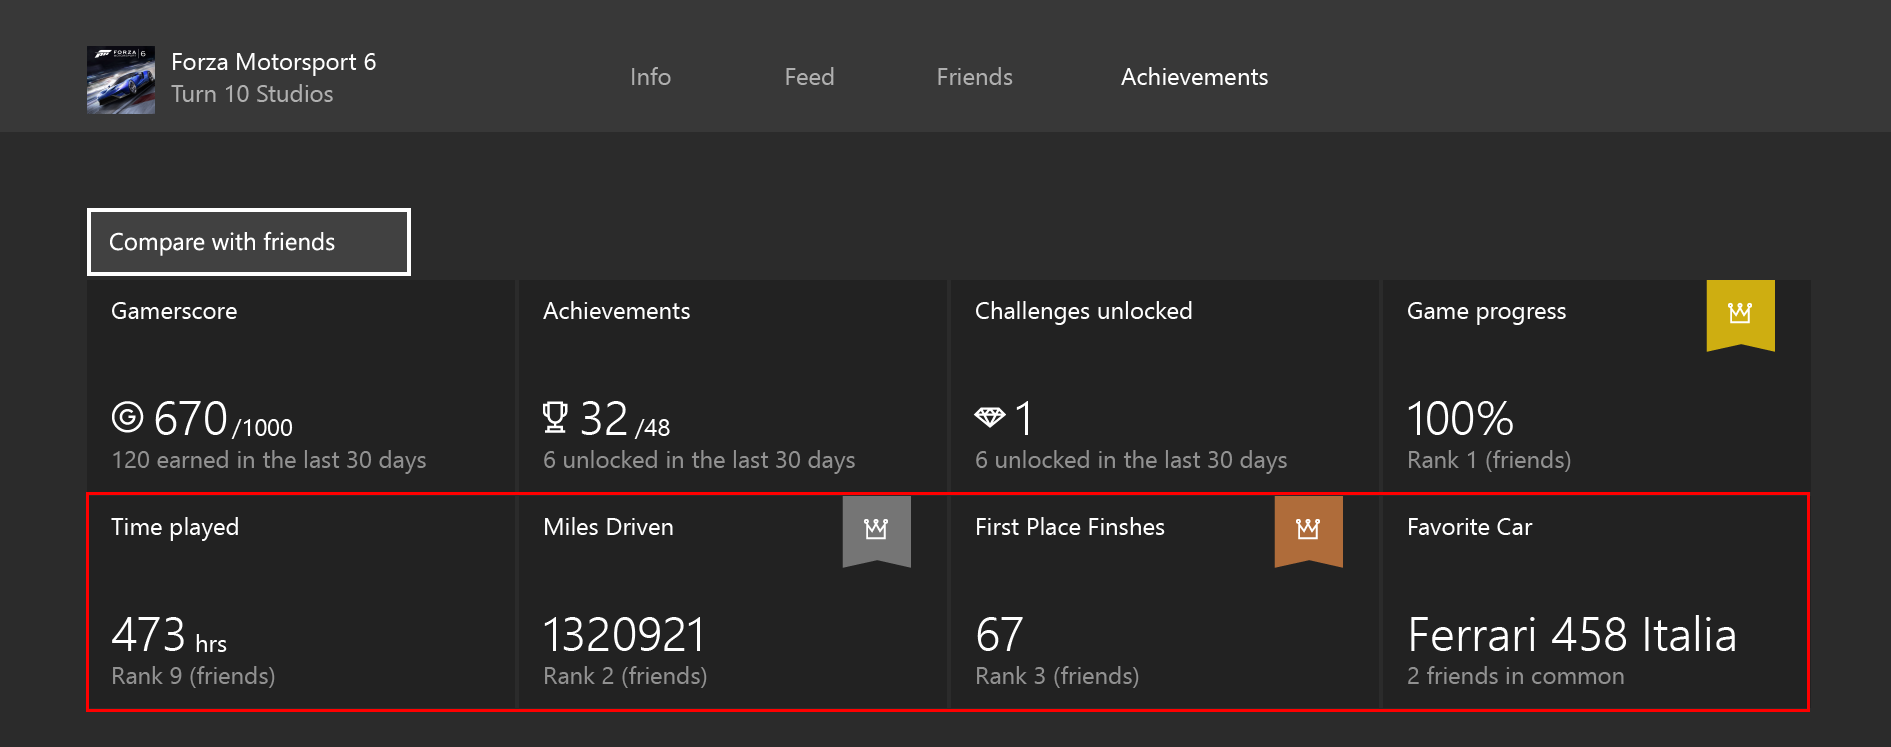 FORZA 6
Forza Motorsport 6
Turn 10 Studios
Info
Feed
Friends
Achievements
Compare with friends
Gamerscore
670/1000
120 earned in the last 30 days
Achievements
32/48
6 unlocked in the last 30 days
Challenges unlocked
1
6 unlocked in the last 30 days
Game progress
100%
Rank 1 (friends)
Time played
473 hrs
Rank 9 (friends)
Miles Driven
1320921
Rank 2 (friends)
First Place Finshes
67
Rank 3 (friends)
Favorite Car
Ferrari 458 Italia
2 friends in common